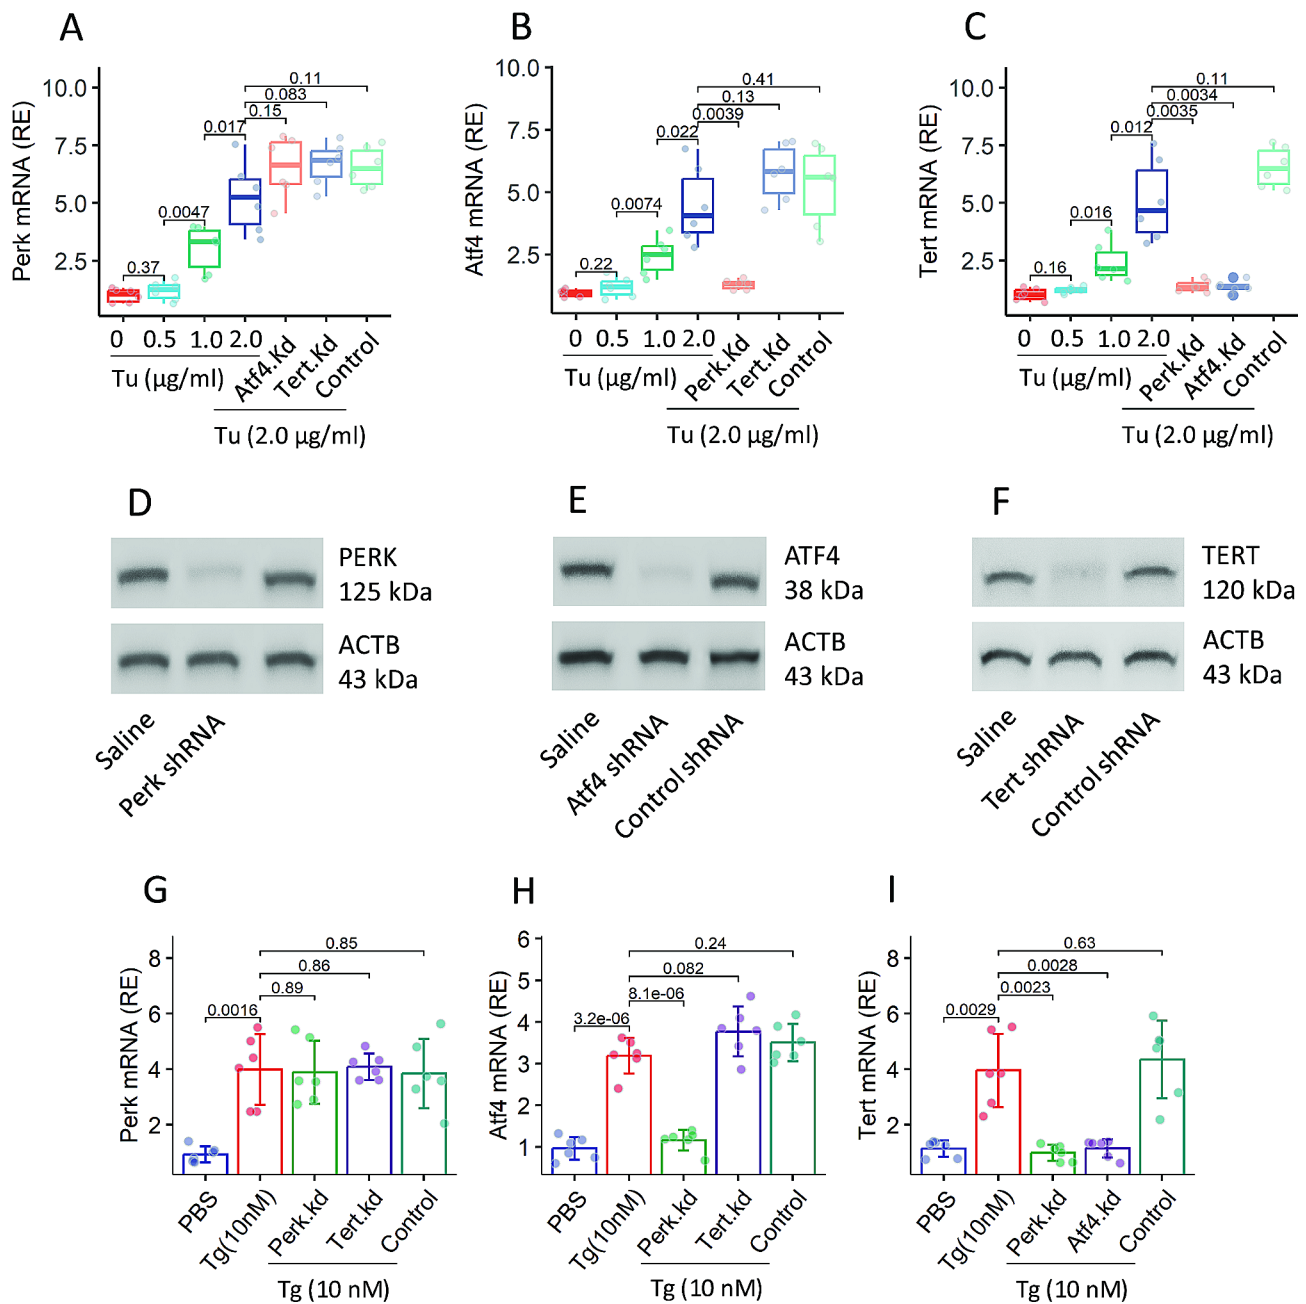 A
Perk mRNA (RE)
10.0
7.5
5.0
2.5
0.11
0.083
0.15
0.017
0.0047
0.37
0 0.5 1.0 2.0 Atf4.Kd Tert.Kd Control
Tu (µg/ml)
Tu (2.0 µg/ml)
B
Atf4 mRNA (RE)
10.0
7.5
5.0
2.5
0.41
0.13
0.0039
0.022
0.0074
0.22
0 0.5 1.0 2.0 Perk.Kd Tert.Kd Control
Tu (µg/ml)
Tu (2.0 µg/ml)
C
Tert mRNA (RE)
10.0
7.5
5.0
2.5
0.11
0.0034
0.0035
0.012
0.016
0.16
0 0.5 1.0 2.0 Perk.Kd Atf4.Kd Control
Tu (µg/ml)
Tu (2.0 µg/ml)
D
PERK
125 kDa
ACTB
43 kDa
Saline
Perk shRNA
E
ATF4
38 kDa
ACTB
43 kDa
Saline
Atf4 shRNA
Control shRNA
F
TERT
120 kDa
ACTB
43 kDa
Saline
Tert shRNA
Control shRNA
G
Perk mRNA (RE)
8
6
4
2
0.85
0.86
0.89
0.0016
PBS Tg(10nM) Perk.kd Tert.kd Control
Tg (10 nM)
H
Atf4 mRNA (RE)
6
5
4
3
2
1
0.24
0.082
8.1e-06
3.2e-06
PBS Tg(10nM) Perk.kd Tert.kd Control
Tg (10 nM)
I
Tert mRNA (RE)
8
6
4
2
0.63
0.0028
0.0023
0.0029
PBS Tg(10nM) Perk.kd Atf4.kd Control
Tg (10 nM)